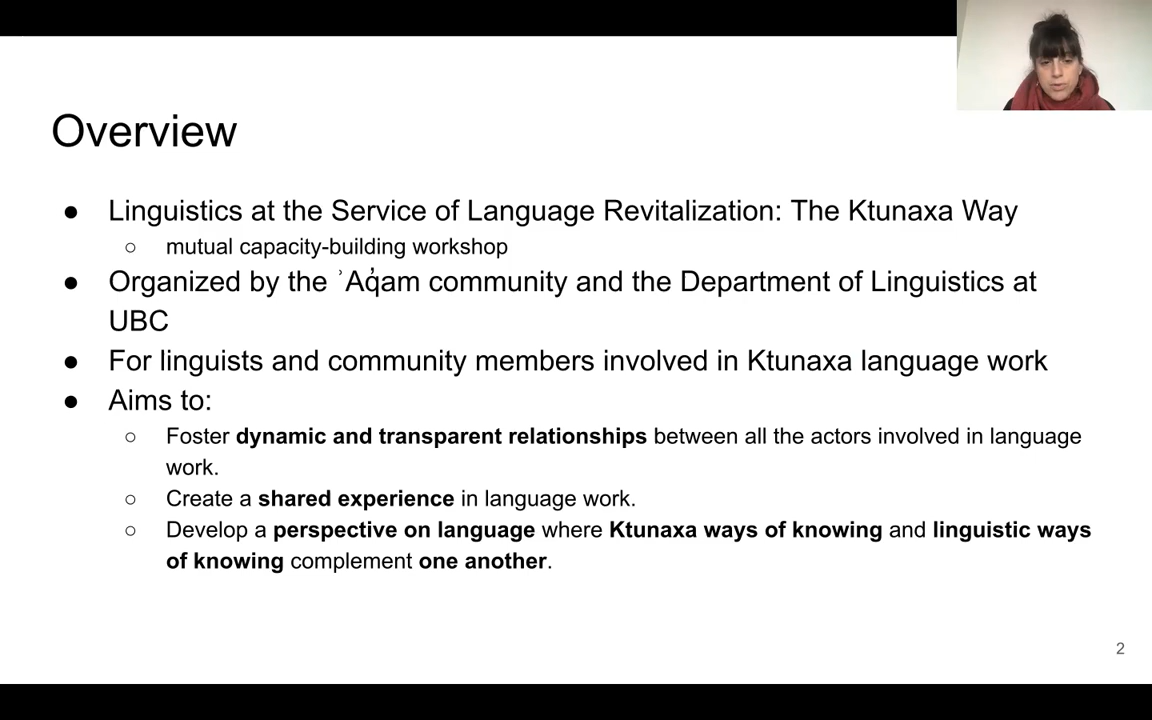 Overview
● Linguistics at the Service of Language Revitalization: The Ktunaxa Way
○ mutual capacity-building workshop
● Organized by the ʾAq̓am community and the Department of Linguistics at
UBC
● For linguists and community members involved in Ktunaxa language work
● Aims to:
○ Foster dynamic and transparent relationships between all the actors involved in language
work.
○ Create a shared experience in language work.
○ Develop a perspective on language where Ktunaxa ways of knowing and linguistic ways
of knowing complement one another.
2